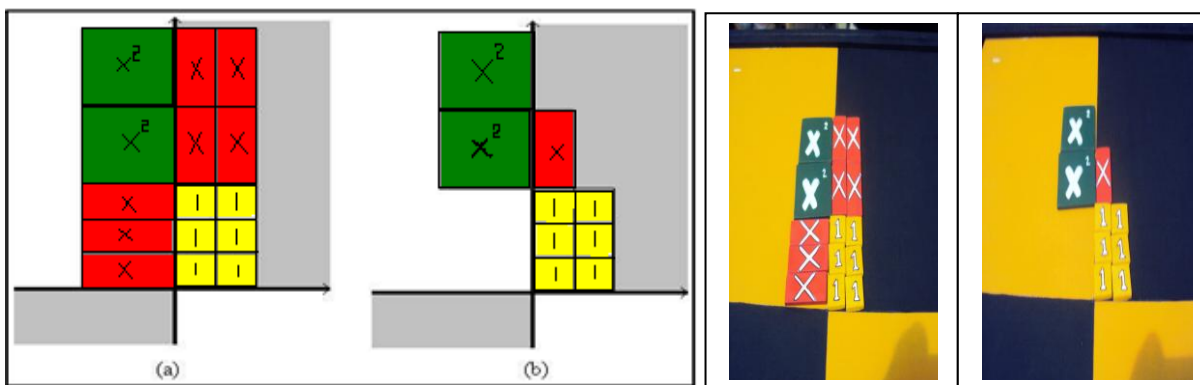 x² X X
x² X X
X 1 1
X 1 1
X 1 1
(a)
x²
x² X
1 1
1 1
1 1
(b)
X² X X
X² X X
X 1 1
X 1 1
X 1 1
X²
X² X
1 1
1 1
1 1